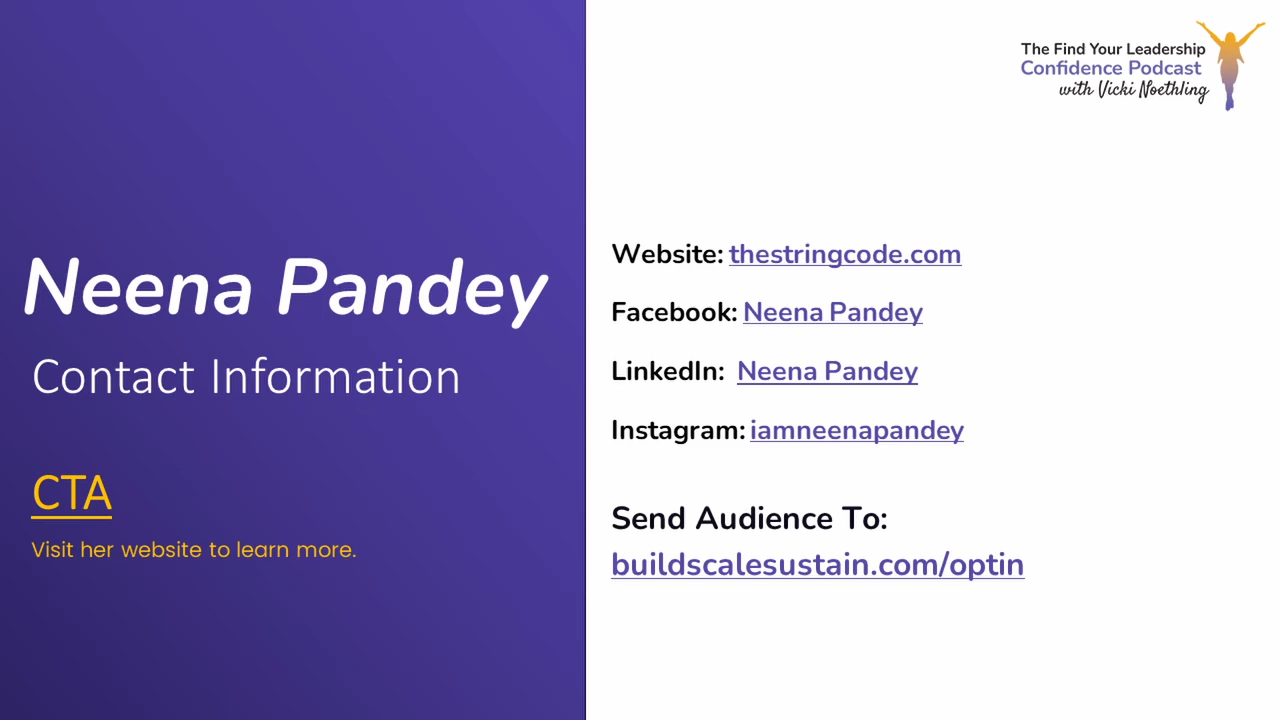 The Find Your Leadership
Confidence Podcast
with Vicki Noethling
Neena Pandey
Contact Information
CTA
Visit her website to learn more.
Website: thestringcode.com
Facebook: Neena Pandey
LinkedIn: Neena Pandey
Instagram: iamneenapandey
Send Audience To:
buildscalesustain.com/optin